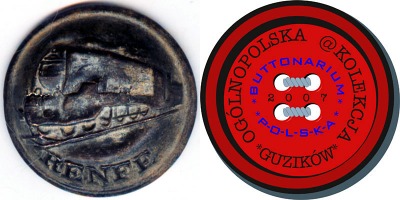 RENFE
OGÓLNOPOLSKA @KOLEKCJA
*GUZIKÓW*
BUTTONARIUM
2007
*P-O-L-S-K-A*